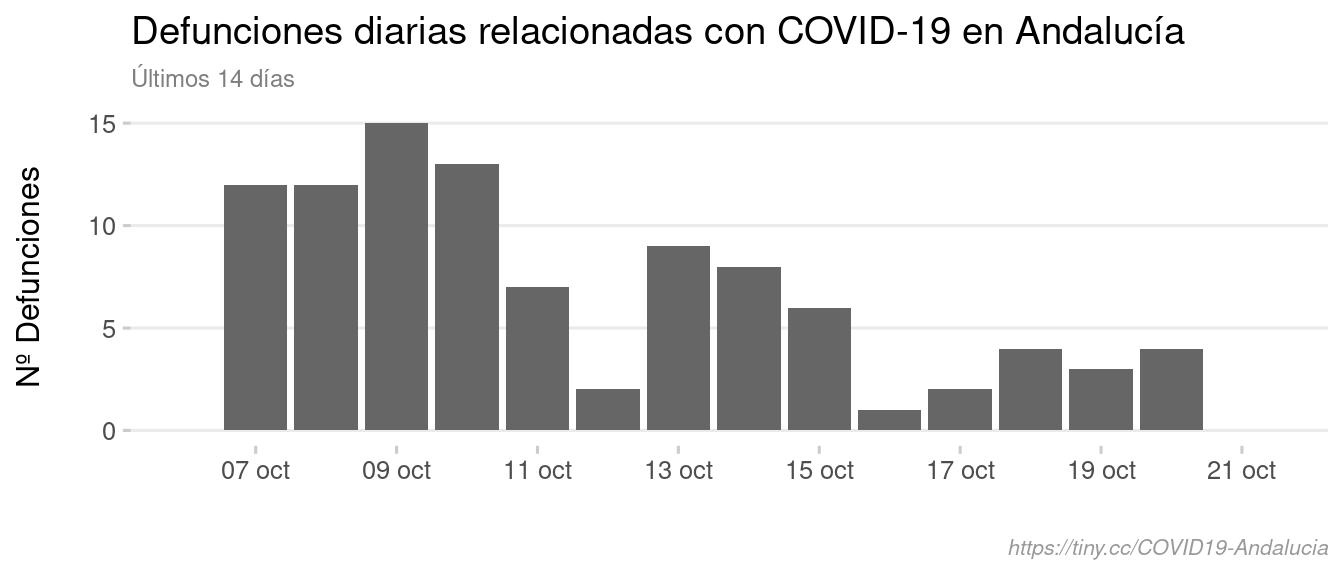 Defunciones diarias relacionadas con COVID-19 en Andalucía
Últimos 14 días
Nº Defunciones
15
10
5
0
07 oct 09 oct 11 oct 13 oct 15 oct 17 oct 19 oct 21 oct
https://tiny.cc/COVID19-Andalucia